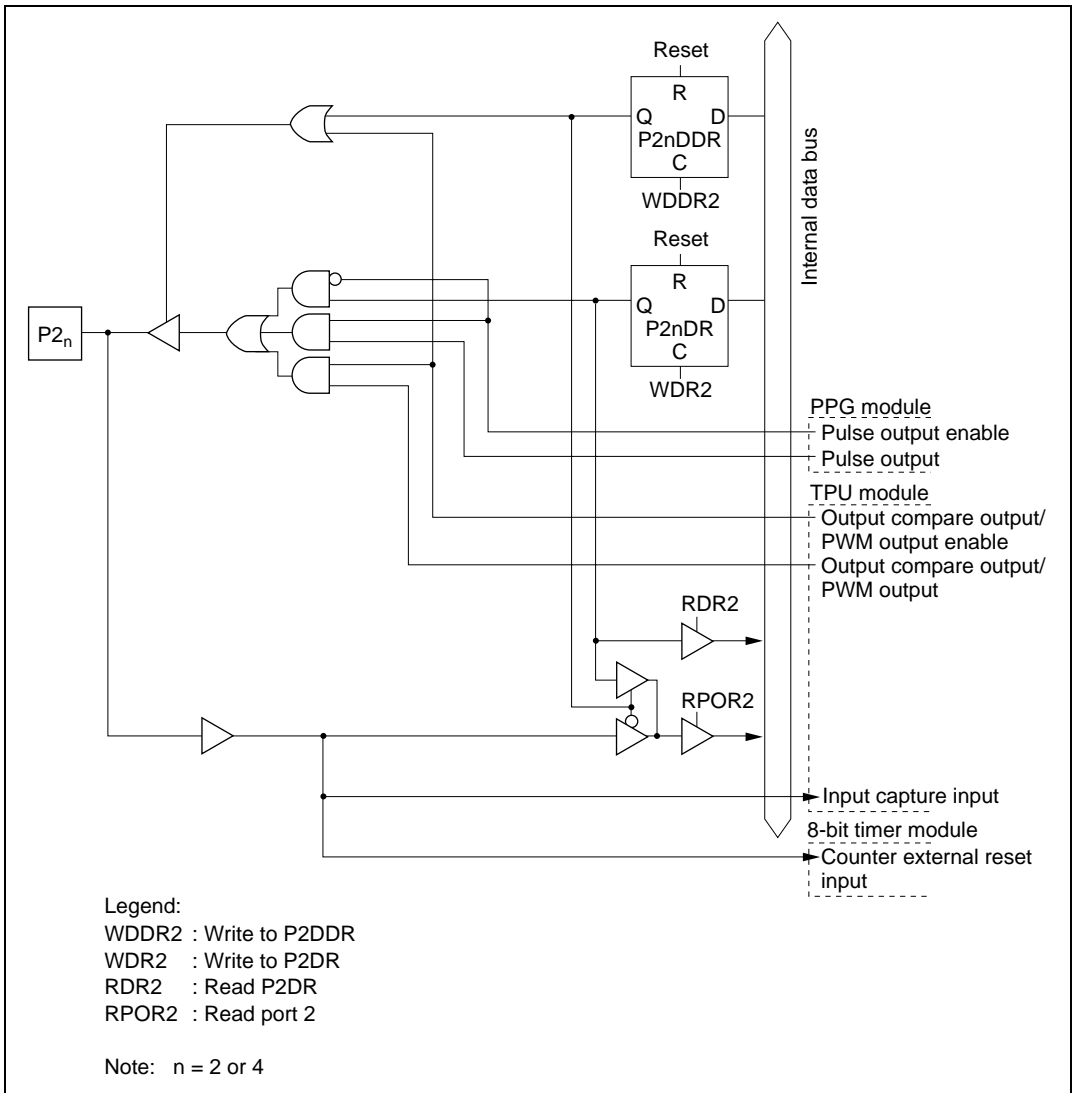 Reset
R
Q D
P2nDDR
C
WDDR2
Internal data bus
Reset
R
Q D
P2nDR
C
WDR2
P2n
PPG module
Pulse output enable
Pulse output
TPU module
Output compare output/
PWM output enable
Output compare output/
PWM output
RDR2
RPOR2
Input capture input
8-bit timer module
Counter external reset
input
Legend:
WDDR2 : Write to P2DDR
WDR2 : Write to P2DR
RDR2 : Read P2DR
RPOR2 : Read port 2
Note: n = 2 or 4